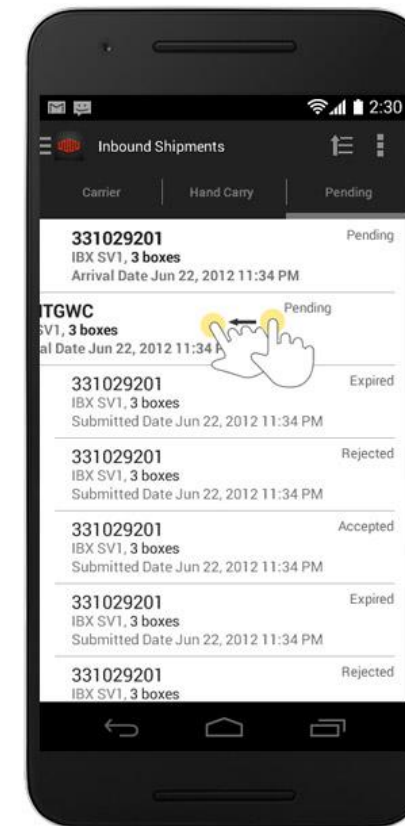 2:30
Inbound Shipments
Carrier Hand Carry Pending
331029201 Pending
IBX SV1, 3 boxes
Arrival Date Jun 22, 2012 11:34 PM
ITGWC Pending
SV1, 3 boxes
al Date Jun 22, 2012 11:34
331029201 Expired
IBX SV1, 3 boxes
Submitted Date Jun 22, 2012 11:34 PM
331029201 Rejected
IBX SV1, 3 boxes
Submitted Date Jun 22, 2012 11:34 PM
331029201 Accepted
IBX SV1, 3 boxes
Submitted Date Jun 22, 2012 11:34 PM
331029201 Expired
IBX SV1, 3 boxes
Submitted Date Jun 22, 2012 11:34 PM
331029201 Rejected
IBX SV1, 3 boxes